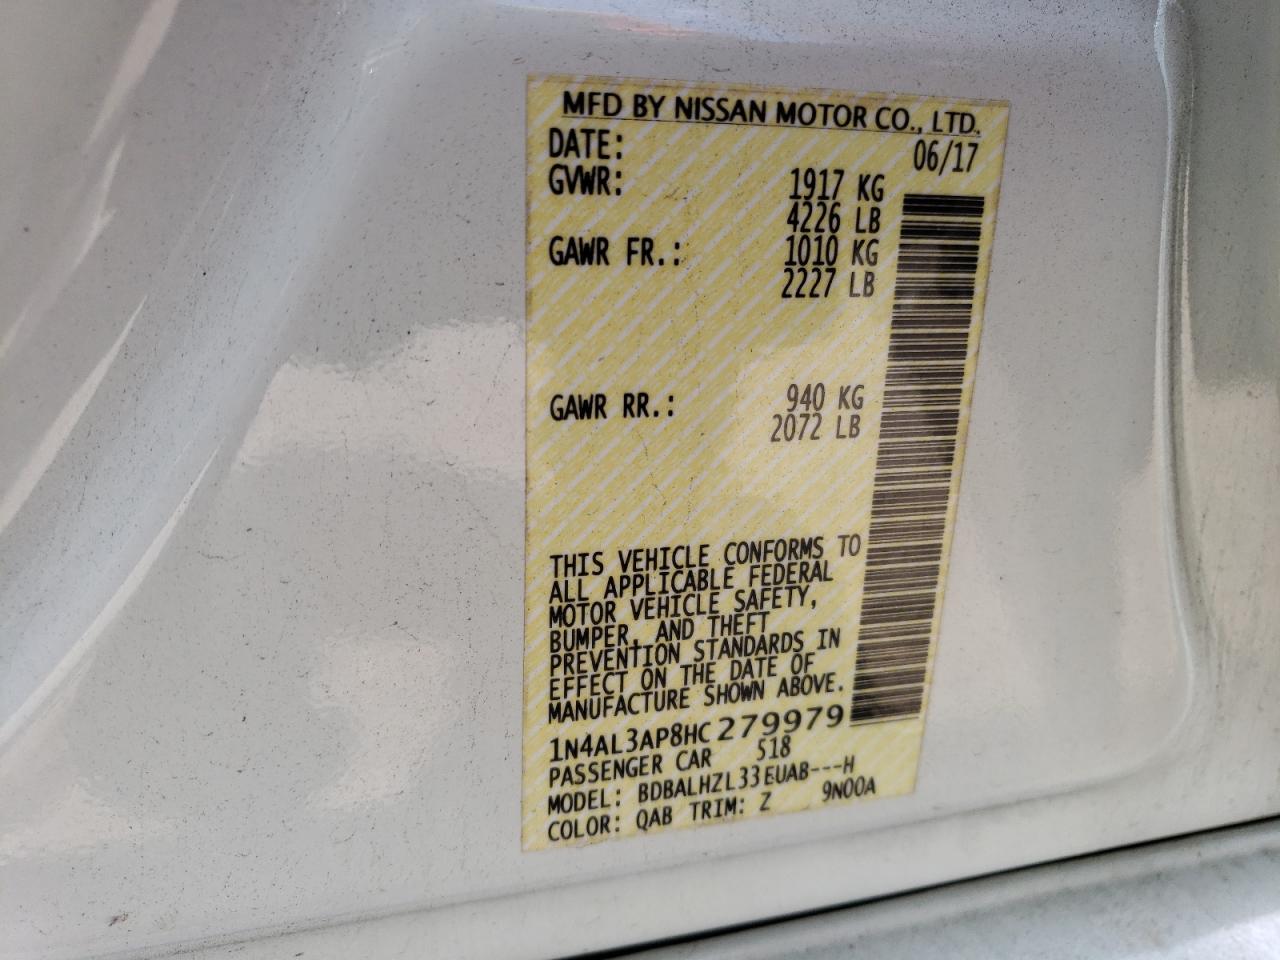 MFD BY NISSAN MOTOR CO., LTD.
DATE: 06/17
GVWR: 1917 KG
4226 LB
GAWR FR.: 1010 KG
2227 LB
GAWR RR.: 940 KG
2072 LB
THIS VEHICLE CONFORMS TO
ALL APPLICABLE FEDERAL
MOTOR VEHICLE SAFETY,
BUMPER, AND THEFT
PREVENTION STANDARDS IN
EFFECT ON THE DATE OF
MANUFACTURE SHOWN ABOVE.
1N4AL3AP8HC279979
PASSENGER CAR 518
MODEL: BDBALHZL33EUAB---H
COLOR: QAB TRIM: Z 9N00A